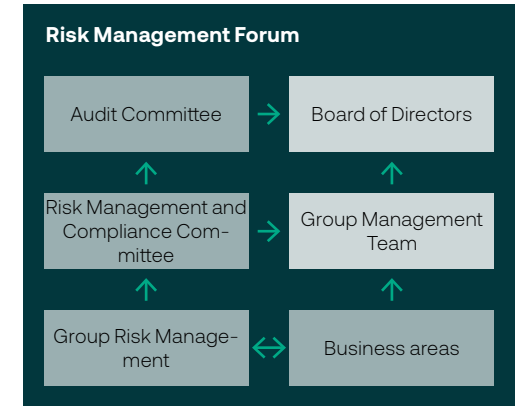 Risk Management Forum
Audit Committee
Board of Directors
Risk Management and
Compliance Com-
mittee
Group Management
Team
Group Risk Manage-
ment
Business areas